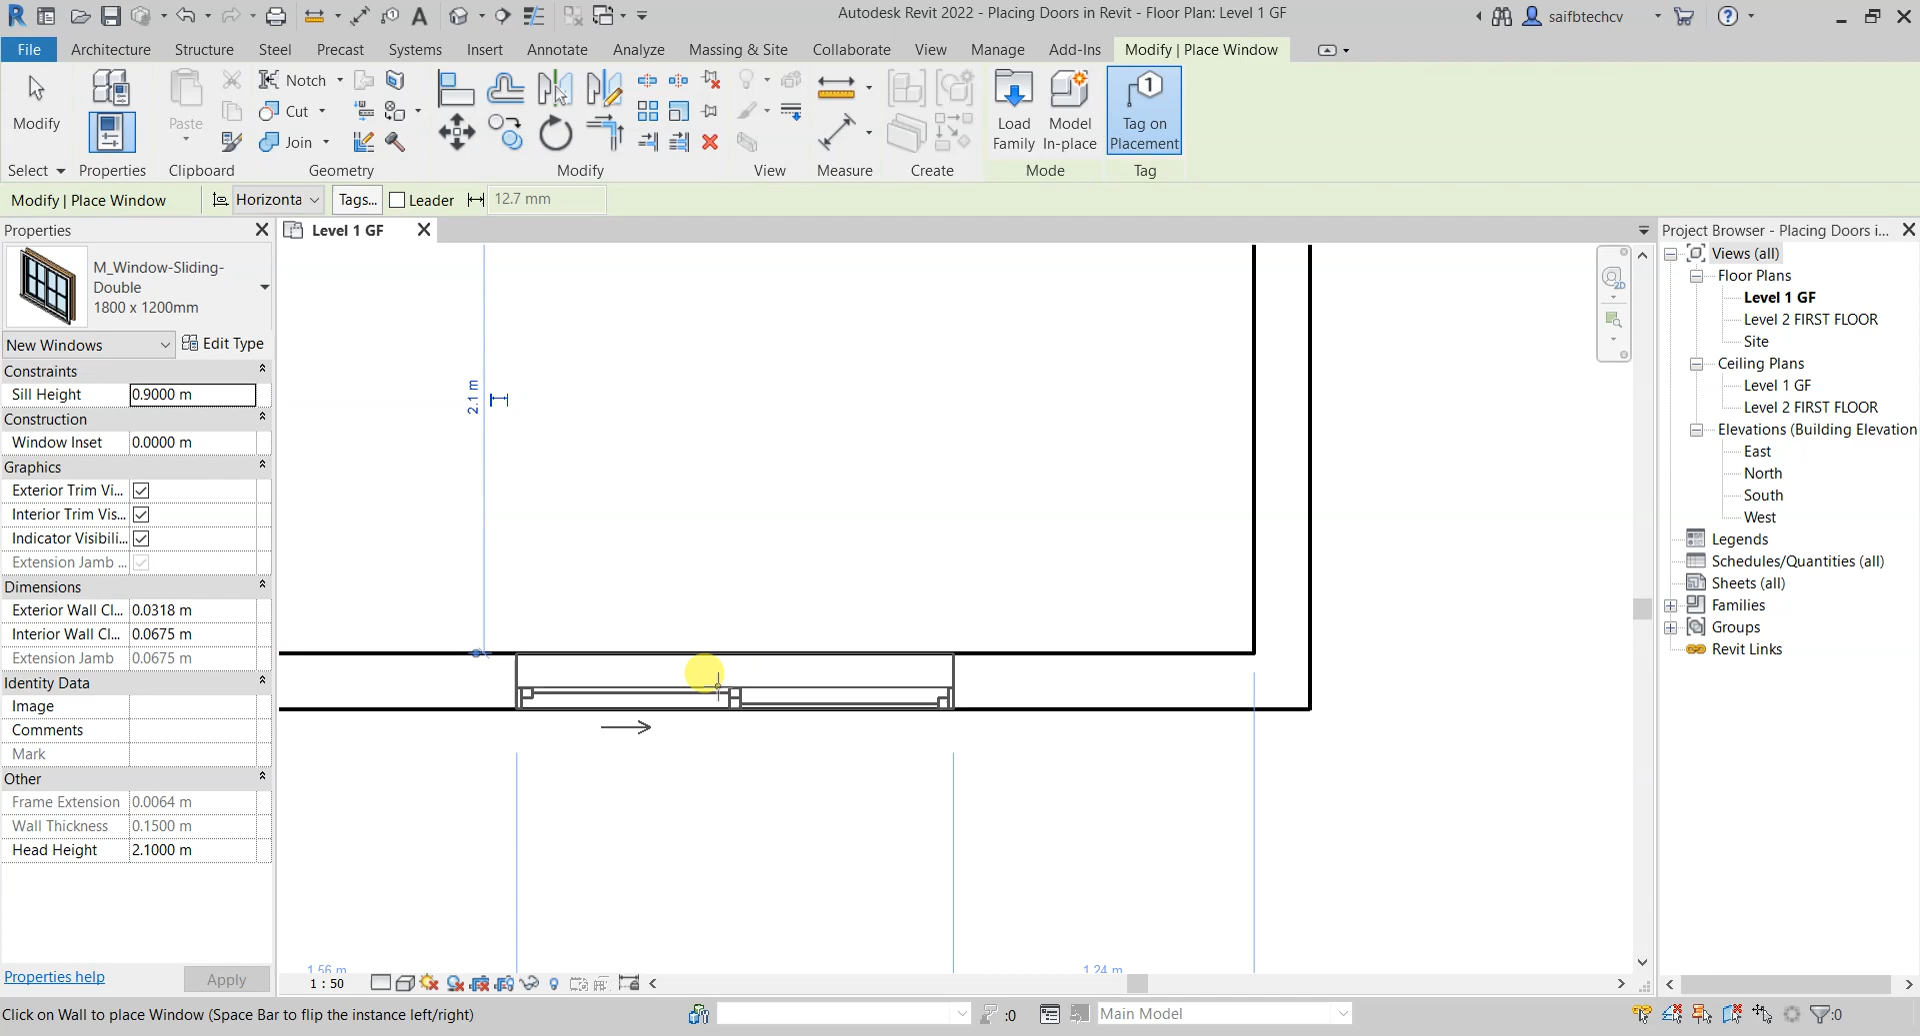 Autodesk Revit 2022 - Placing Doors in Revit - Floor Plan: Level 1 GF
saifbtechcv
File
Architecture
Structure
Steel
Precast
Systems
Insert
Annotate
Analyze
Massing & Site
Collaborate
View
Manage
Add-Ins
Modify | Place Window
Modify
Paste
Notch
Cut
Join
Load
Family
Model
In-place
1
Tag on
Placement
Select
Properties
Clipboard
Geometry
Modify
View
Measure
Create
Mode
Tag
Modify | Place Window
Horizonta
Tags...
Leader
12.7 mm
Properties
M_Window-Sliding-
Double
1800 x 1200mm
New Windows
Edit Type
Constraints
Sill Height 0.9000 m
Construction
Window Inset 0.0000 m
Graphics
Exterior Trim Vi...
Interior Trim Vis...
Indicator Visibili...
Extension Jamb ...
Dimensions
Exterior Wall Cl... 0.0318 m
Interior Wall Cl... 0.0675 m
Extension Jamb 0.0675 m
Identity Data
Image
Comments
Mark
Other
Frame Extension 0.0064 m
Wall Thickness 0.1500 m
Head Height 2.1000 m
Properties help
Apply
Level 1 GF
2D
2.1 m
1.56 m
1.24 m
1 : 50
Project Browser - Placing Doors i...
Views (all)
Floor Plans
Level 1 GF
Level 2 FIRST FLOOR
Site
Ceiling Plans
Level 1 GF
Level 2 FIRST FLOOR
Elevations (Building Elevation
East
North
South
West
Legends
Schedules/Quantities (all)
Sheets (all)
Families
Groups
Revit Links
Click on Wall to place Window (Space Bar to flip the instance left/right)
:0
Main Model
:0